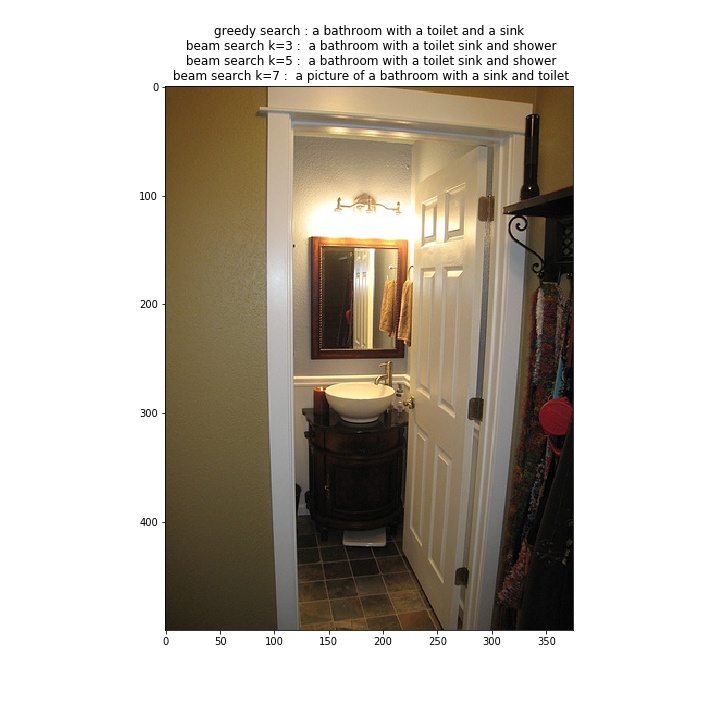 greedy search : a bathroom with a toilet and a sink
beam search k=3 :  a bathroom with a toilet sink and shower
beam search k=5 :  a bathroom with a toilet sink and shower
beam search k=7 :  a picture of a bathroom with a sink and toilet
0
100
200
300
400
0 50 100 150 200 250 300 350